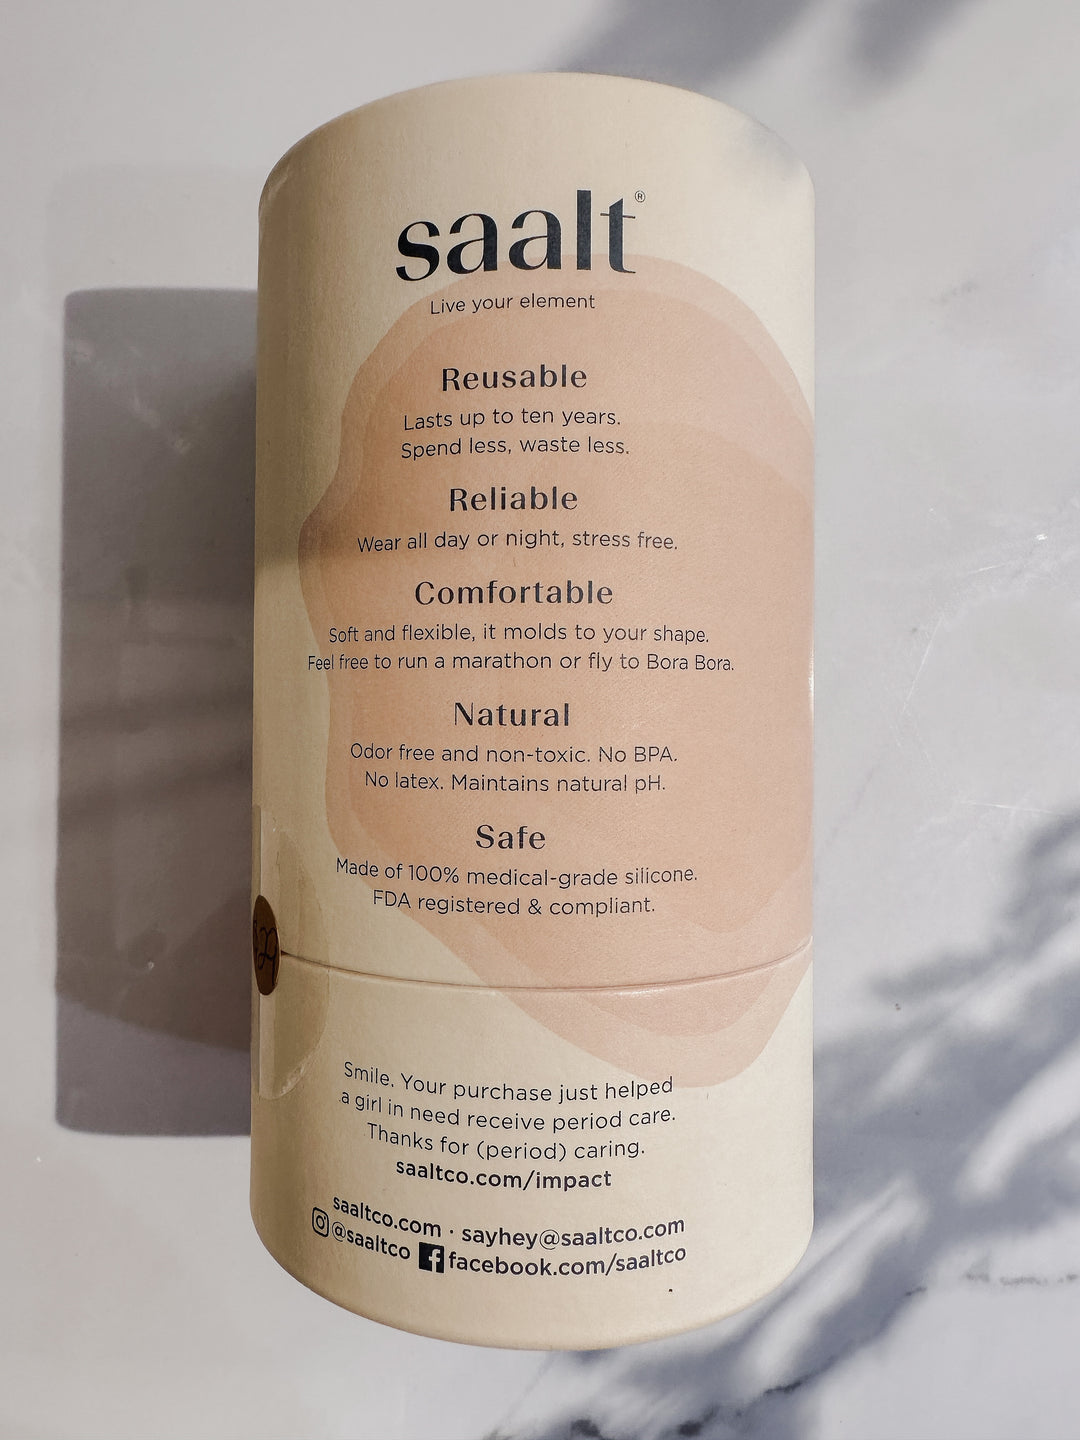 saalt®
Live your element
Reusable
Lasts up to ten years.
Spend less, waste less.
Reliable
Wear all day or night, stress free.
Comfortable
Soft and flexible, it molds to your shape.
Feel free to run a marathon or fly to Bora Bora.
Natural
Odor free and non-toxic. No BPA.
No latex. Maintains natural pH.
Safe
Made of 100% medical-grade silicone.
FDA registered & compliant.
$29
Smile. Your purchase just helped
a girl in need receive period care.
Thanks for (period) caring.
saaltco.com/impact
saaltco.com · sayhey@saaltco.com
@saaltco facebook.com/saaltco